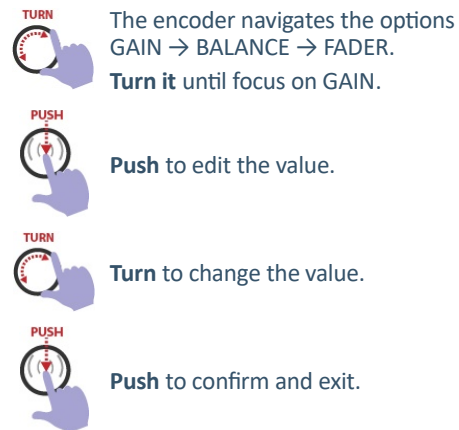 TURN
The encoder navigates the options
GAIN → BALANCE → FADER.
Turn it until focus on GAIN.
PUSH
Push to edit the value.
TURN
Turn to change the value.
PUSH
Push to confirm and exit.